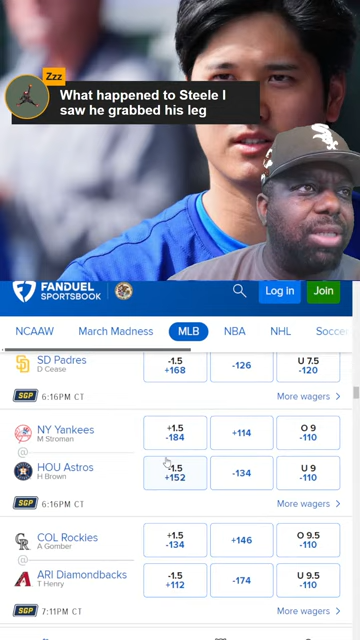 Zzz
What happened to Steele I
saw he grabbed his leg
FANDUEL
SPORTSBOOK
Log in
Join
NCAAW
March Madness
MLB
NBA
NHL
Soccer
SD Padres
D Cease
-1.5
+168
-126
U 7.5
-120
SGP
6:16PM CT
More wagers
NY Yankees
M Stroman
+1.5
-184
+114
O 9
-110
@
HOU Astros
H Brown
-1.5
+152
-134
U 9
-110
SGP
6:16PM CT
More wagers
COL Rockies
A Gomber
+1.5
-134
+146
O 9.5
-110
@
ARI Diamondbacks
T Henry
-1.5
+112
-174
U 9.5
-110
SGP
7:11PM CT
More wagers